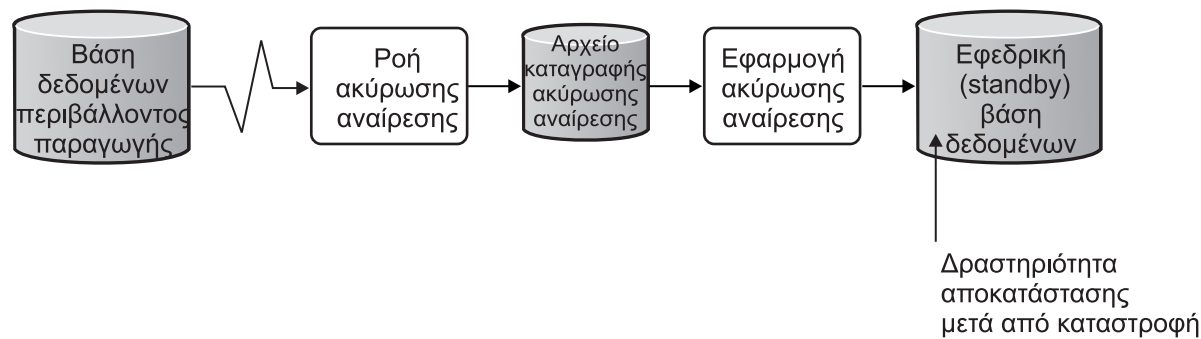 Βάση
δεδομένων
περιβάλλοντος
παραγωγής
Ροή
ακύρωσης
αναίρεσης
Αρχείο
καταγραφής
ακύρωσης
αναίρεσης
Εφαρμογή
ακύρωσης
αναίρεσης
Εφεδρική
(standby)
βάση
δεδομένων
Δραστηριότητα
αποκατάστασης
μετά από καταστροφή